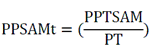 PPSAMt = (PPTSAM / PT)